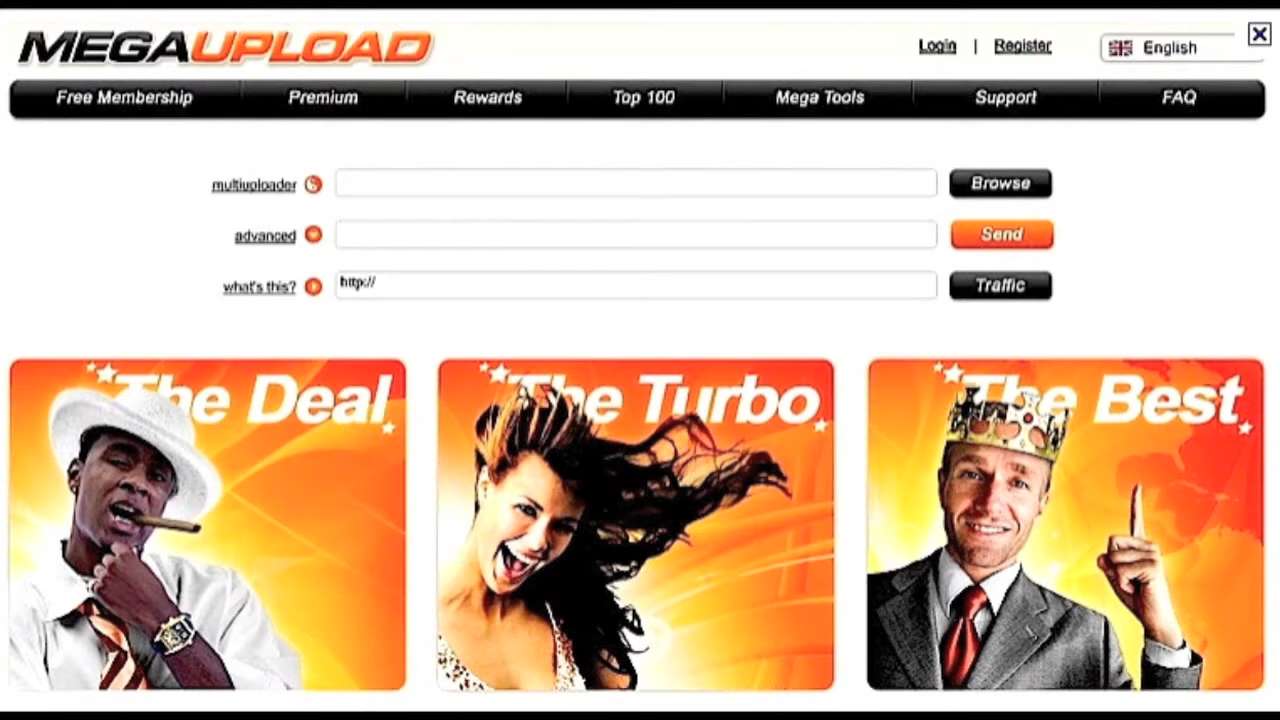 MEGAUPLOAD
Login | Register
English
Free Membership
Premium
Rewards
Top 100
Mega Tools
Support
FAQ
multiuploader
Browse
advanced
Send
what's this?
http://
Traffic
The Deal
The Turbo
The Best